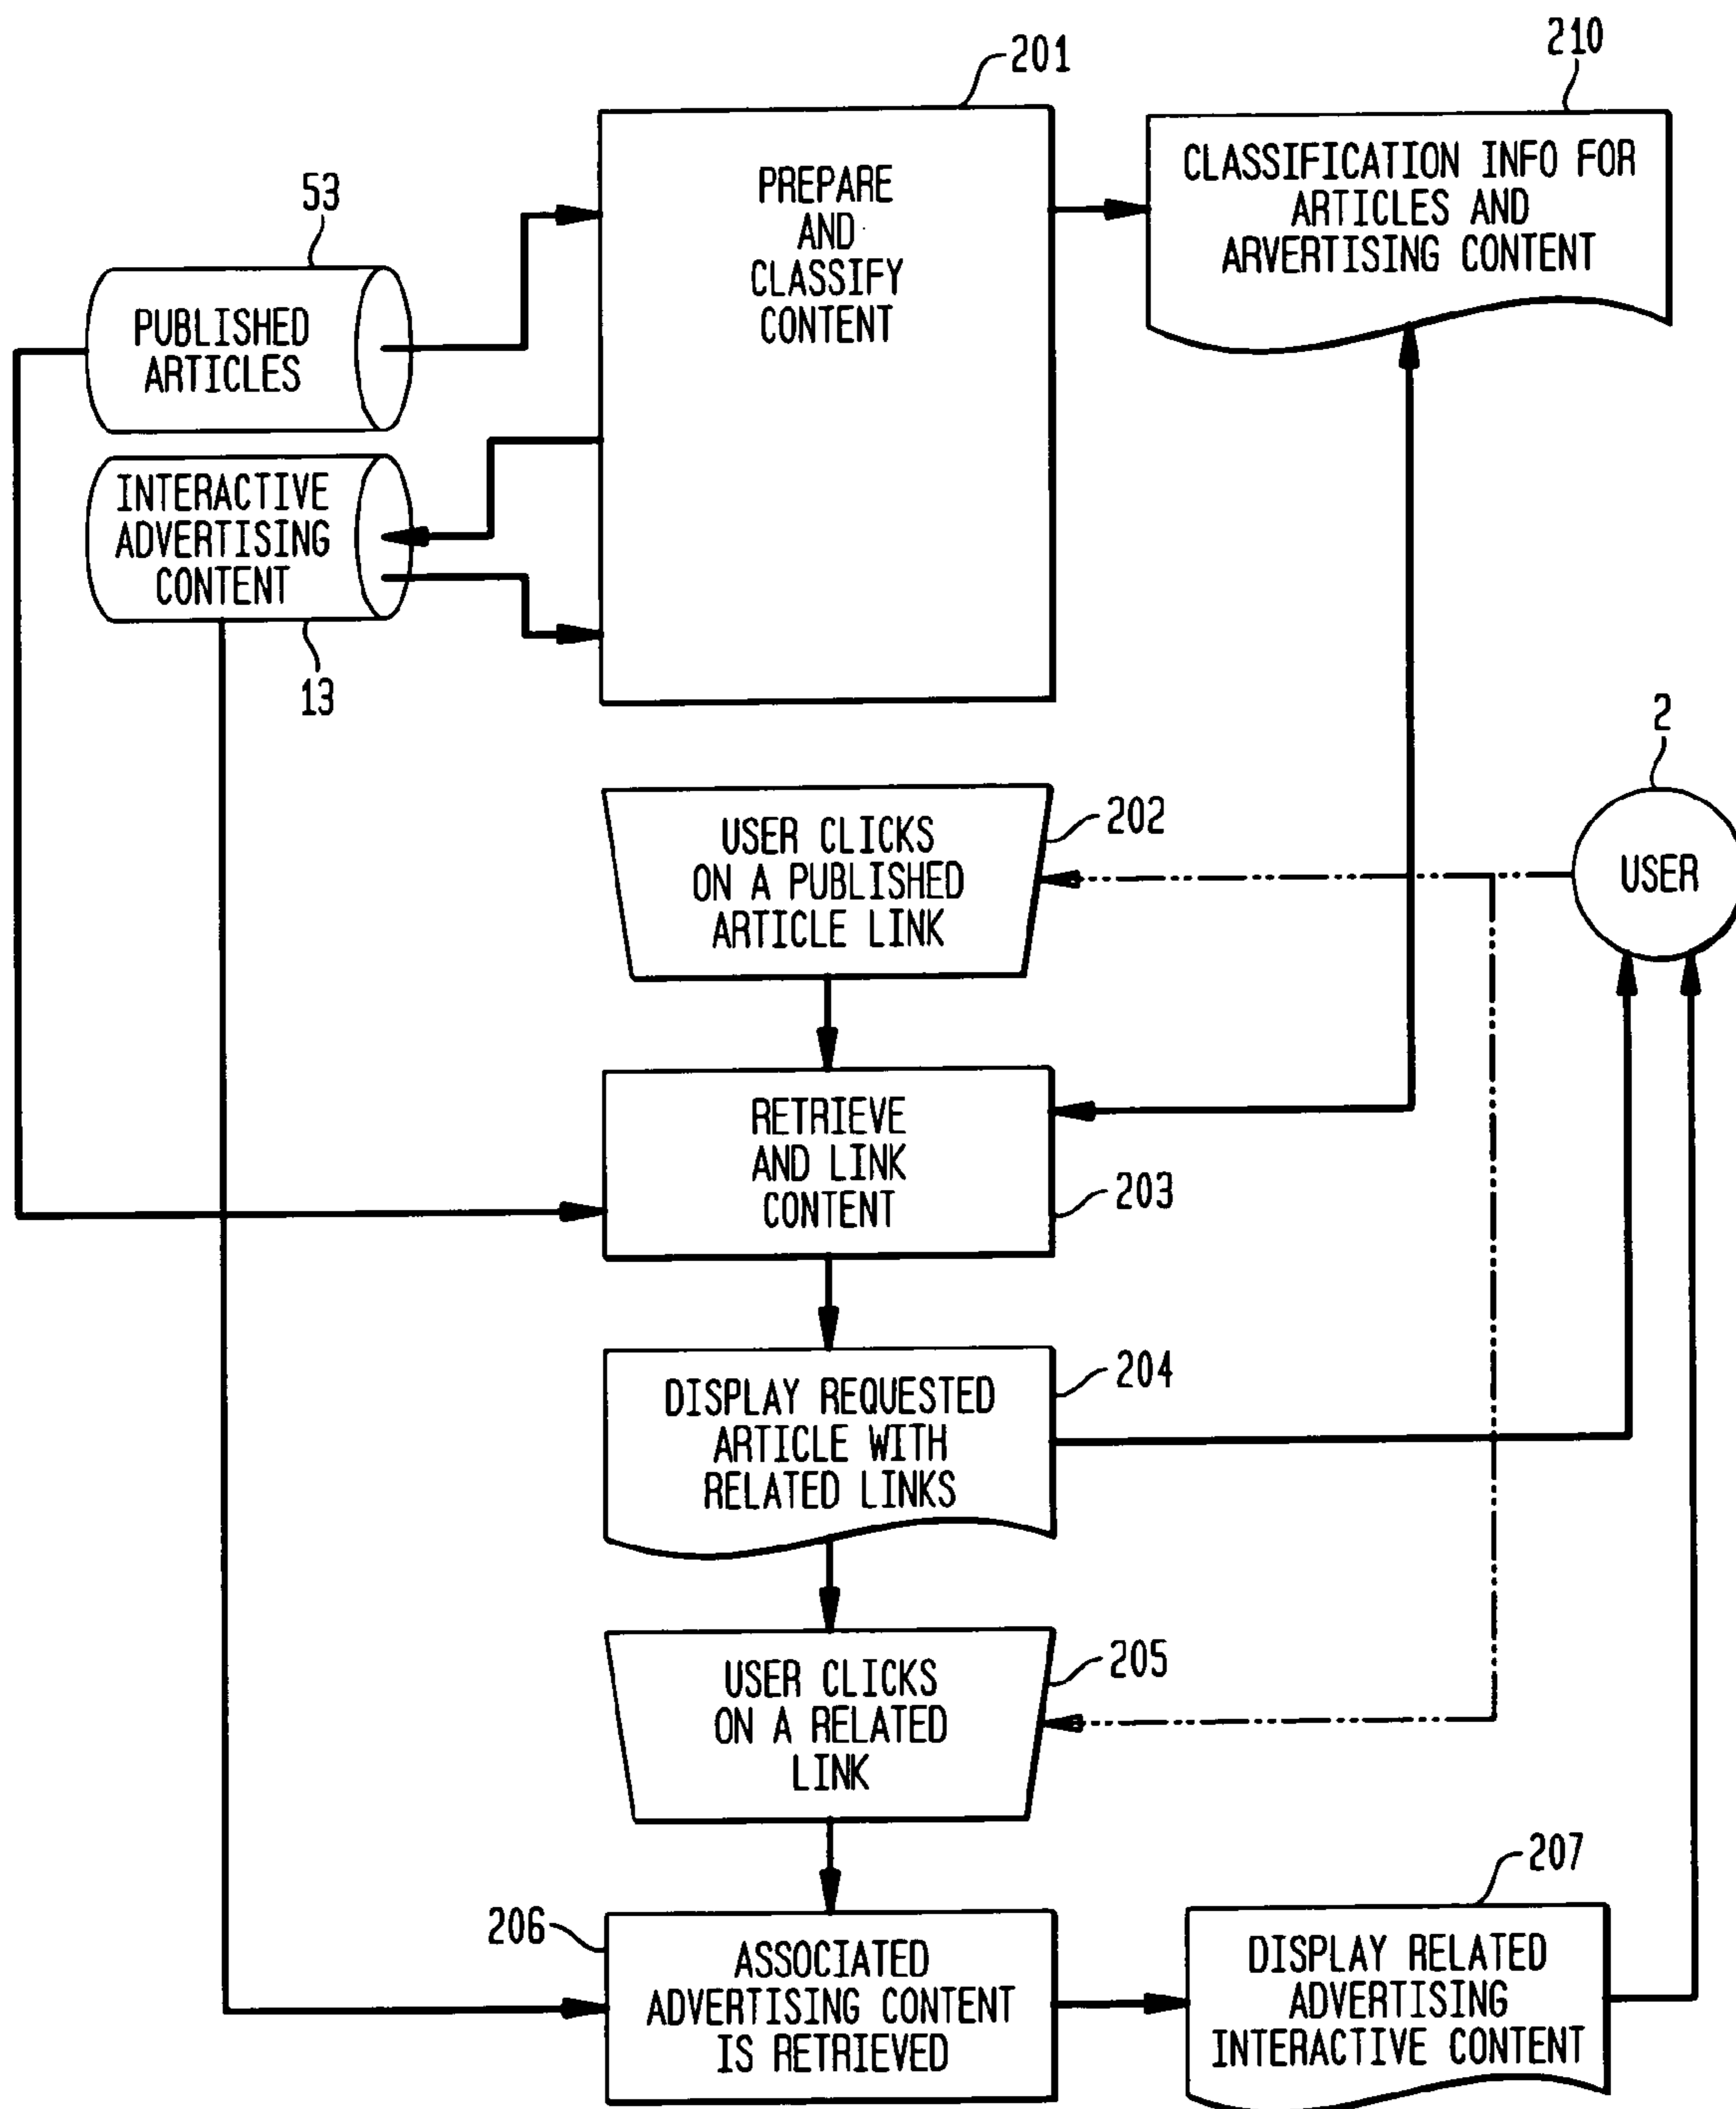 201
210
PREPARE
AND
CLASSIFY
CONTENT
CLASSIFICATION INFO FOR
ARTICLES AND
ARVERTISING CONTENT
53
PUBLISHED
ARTICLES
INTERACTIVE
ADVERTISING
CONTENT
13
2
USER
202
USER CLICKS
ON A PUBLISHED
ARTICLE LINK
RETRIEVE
AND LINK
CONTENT
203
204
DISPLAY REQUESTED
ARTICLE WITH
RELATED LINKS
205
USER CLICKS
ON A RELATED
LINK
206
ASSOCIATED
ADVERTISING CONTENT
IS RETRIEVED
207
DISPLAY RELATED
ADVERTISING
INTERACTIVE CONTENT